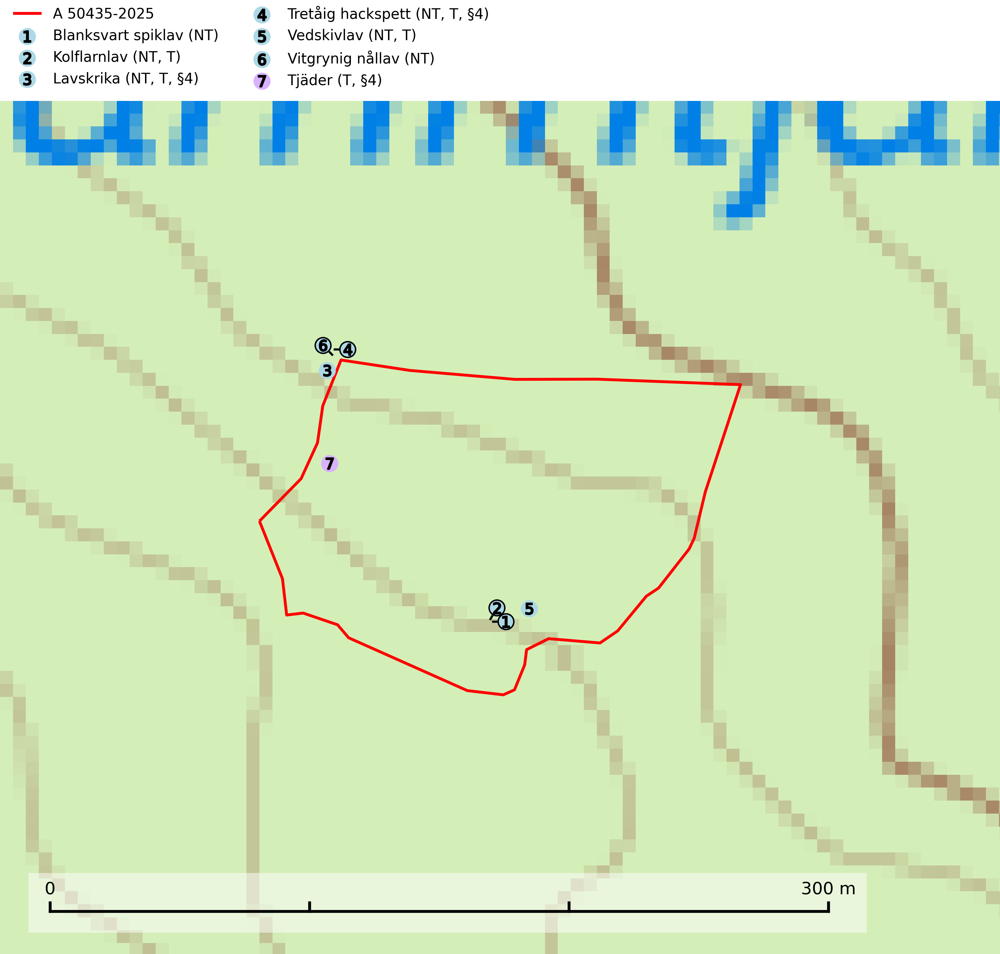 A 50435-2025
1 Blanksvart spiklav (NT)
2 Kolflarnlav (NT, T)
3 Lavskrika (NT, T, §4)
4 Tretåig hackspett (NT, T, §4)
5 Vedskivlav (NT, T)
6 Vitgrynig nållav (NT)
7 Tjäder (T, §4)
6
4
3
7
2
5
1
0
300 m